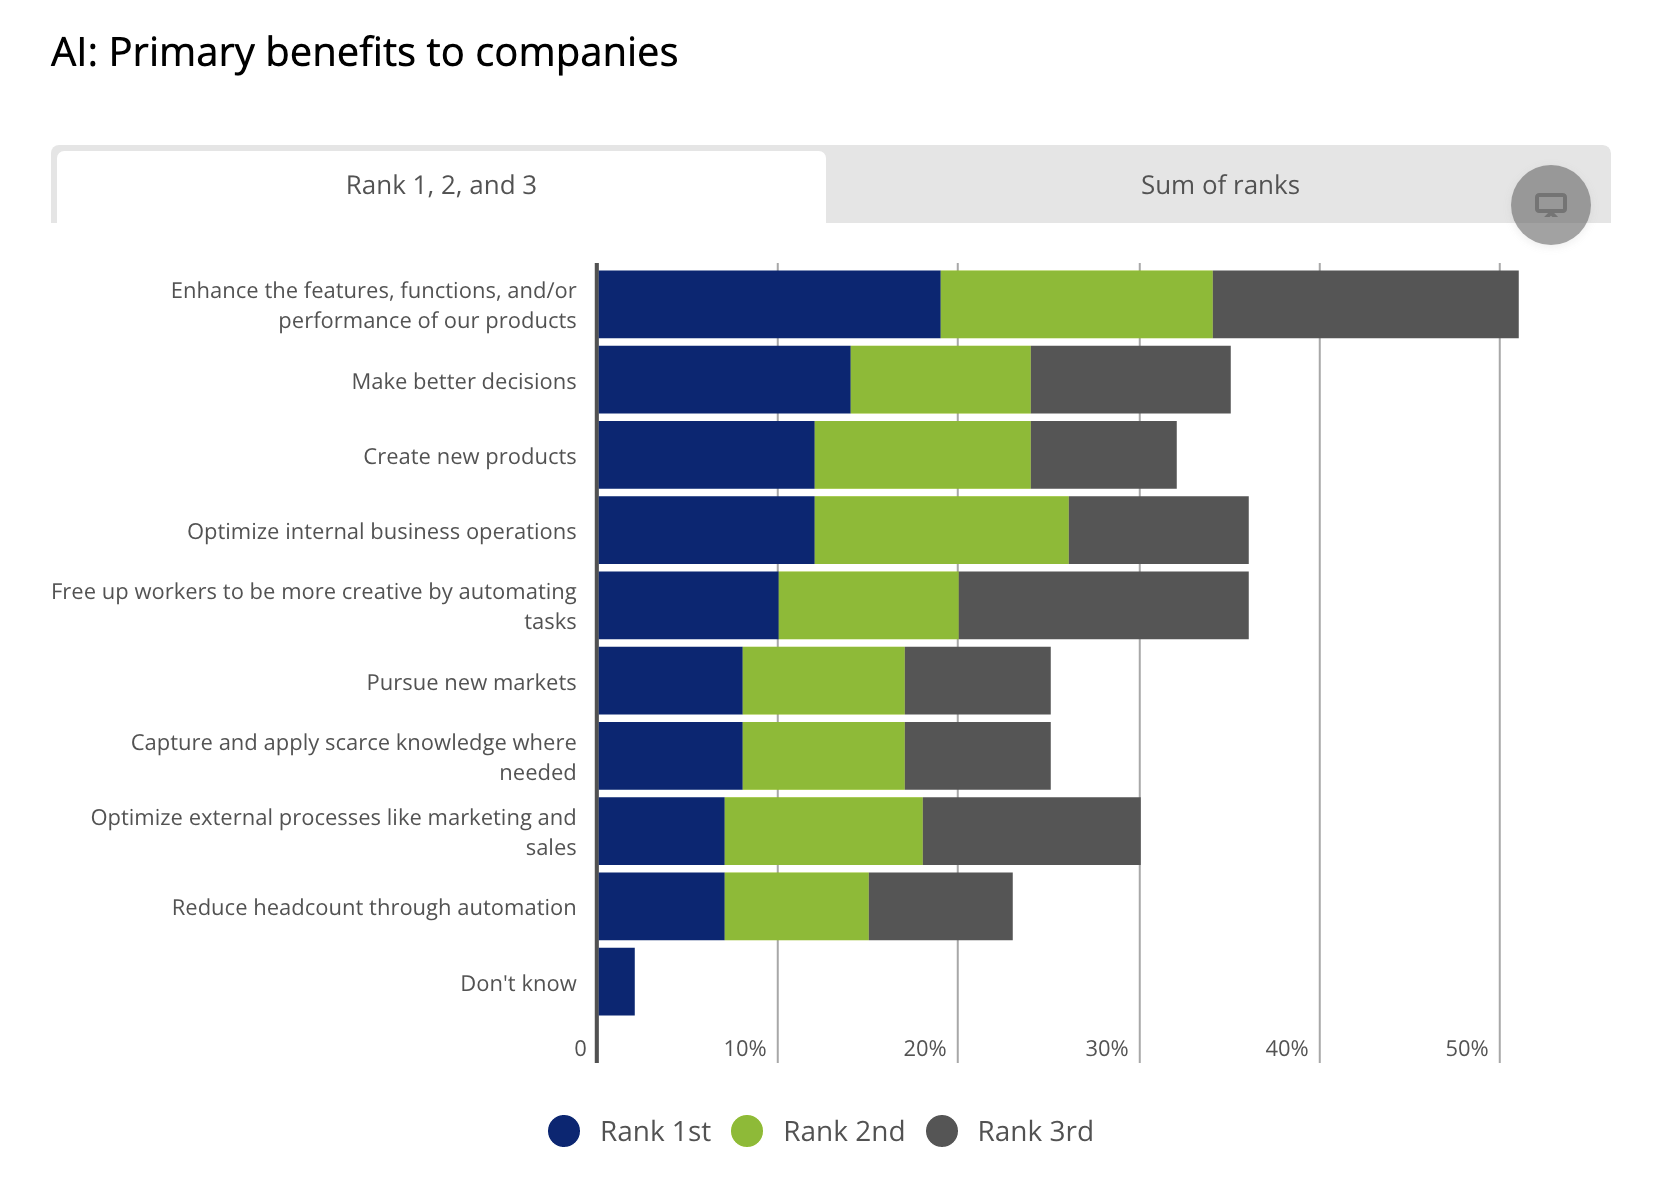 AI: Primary benefits to companies
Rank 1, 2, and 3
Sum of ranks
Enhance the features, functions, and/or
performance of our products
Make better decisions
Create new products
Optimize internal business operations
Free up workers to be more creative by automating
tasks
Pursue new markets
Capture and apply scarce knowledge where
needed
Optimize external processes like marketing and
sales
Reduce headcount through automation
Don't know
0 10% 20% 30% 40% 50%
Rank 1st Rank 2nd Rank 3rd